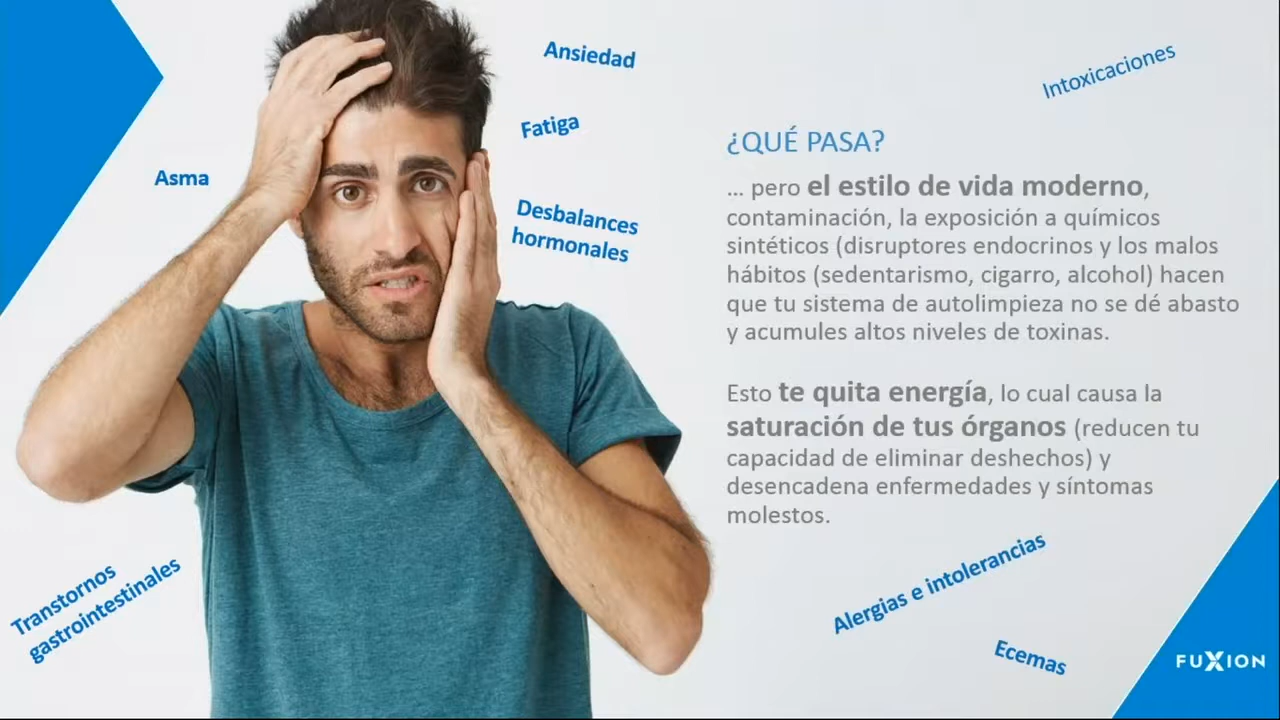 Ansiedad
Intoxicaciones
Fatiga
Asma
Desbalances
hormonales
¿QUÉ PASA?
... pero el estilo de vida moderno,
contaminación, la exposición a químicos
sintéticos (disruptores endocrinos y los malos
hábitos (sedentarismo, cigarro, alcohol) hacen
que tu sistema de autolimpieza no se dé abasto
y acumules altos niveles de toxinas.
Esto te quita energía, lo cual causa la
saturación de tus órganos (reducen tu
capacidad de eliminar deshechos) y
desencadena enfermedades y síntomas
molestos.
Transtornos
gastrointestinales
Alergias e intolerancias
Ecemas
FUXION